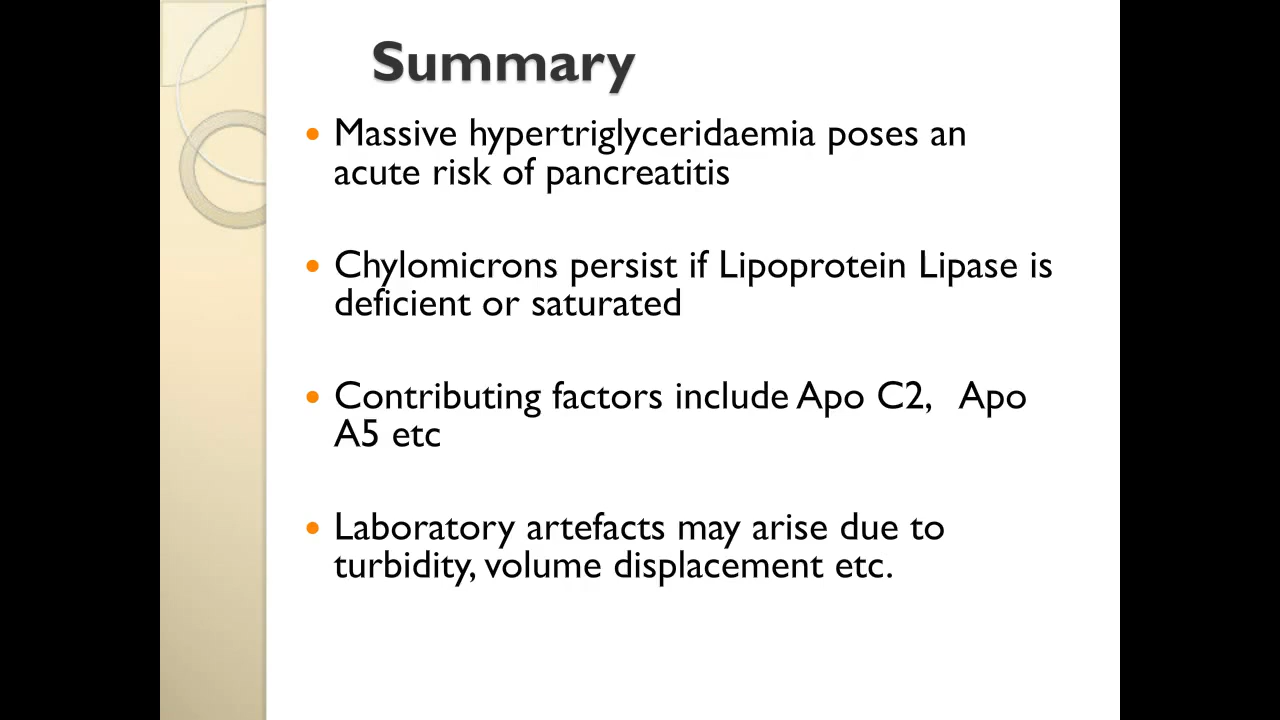 Summary
Massive hypertriglyceridaemia poses an
acute risk of pancreatitis
Chylomicrons persist if Lipoprotein Lipase is
deficient or saturated
Contributing factors include Apo C2, Apo
A5 etc
Laboratory artefacts may arise due to
turbidity, volume displacement etc.